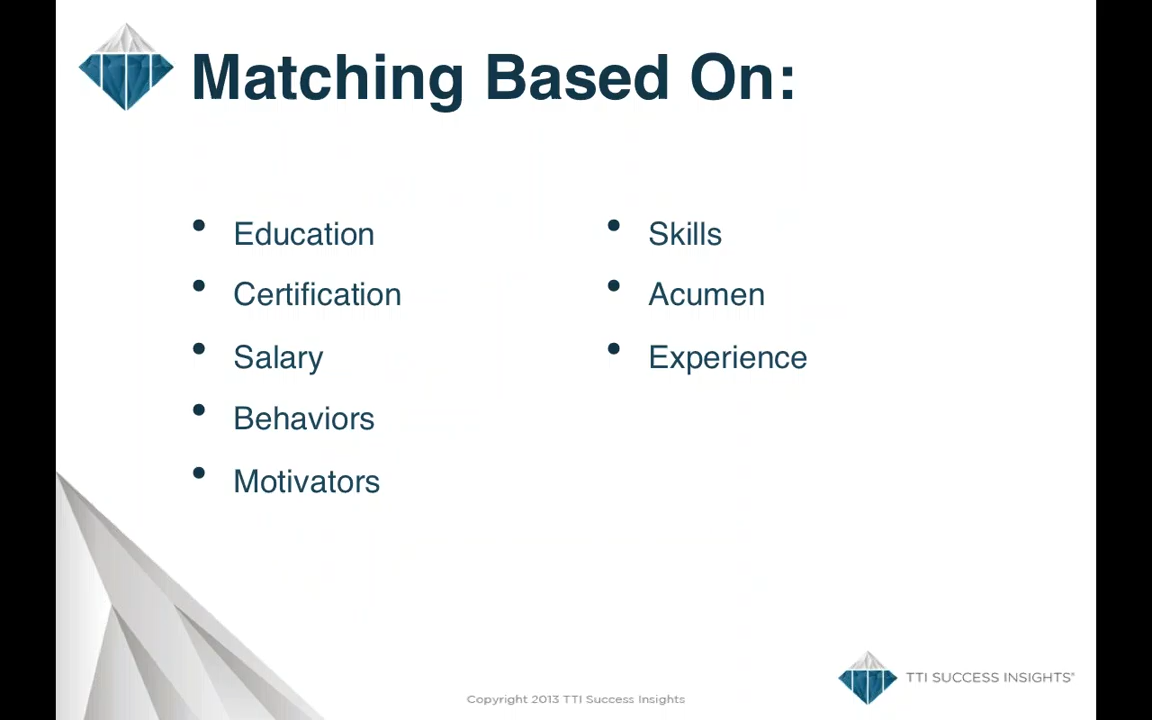 Matching Based On:
• Education
• Certification
• Salary
• Behaviors
• Motivators
• Skills
• Acumen
• Experience
Copyright 2013 TTI Success Insights
TTI SUCCESS INSIGHTS®